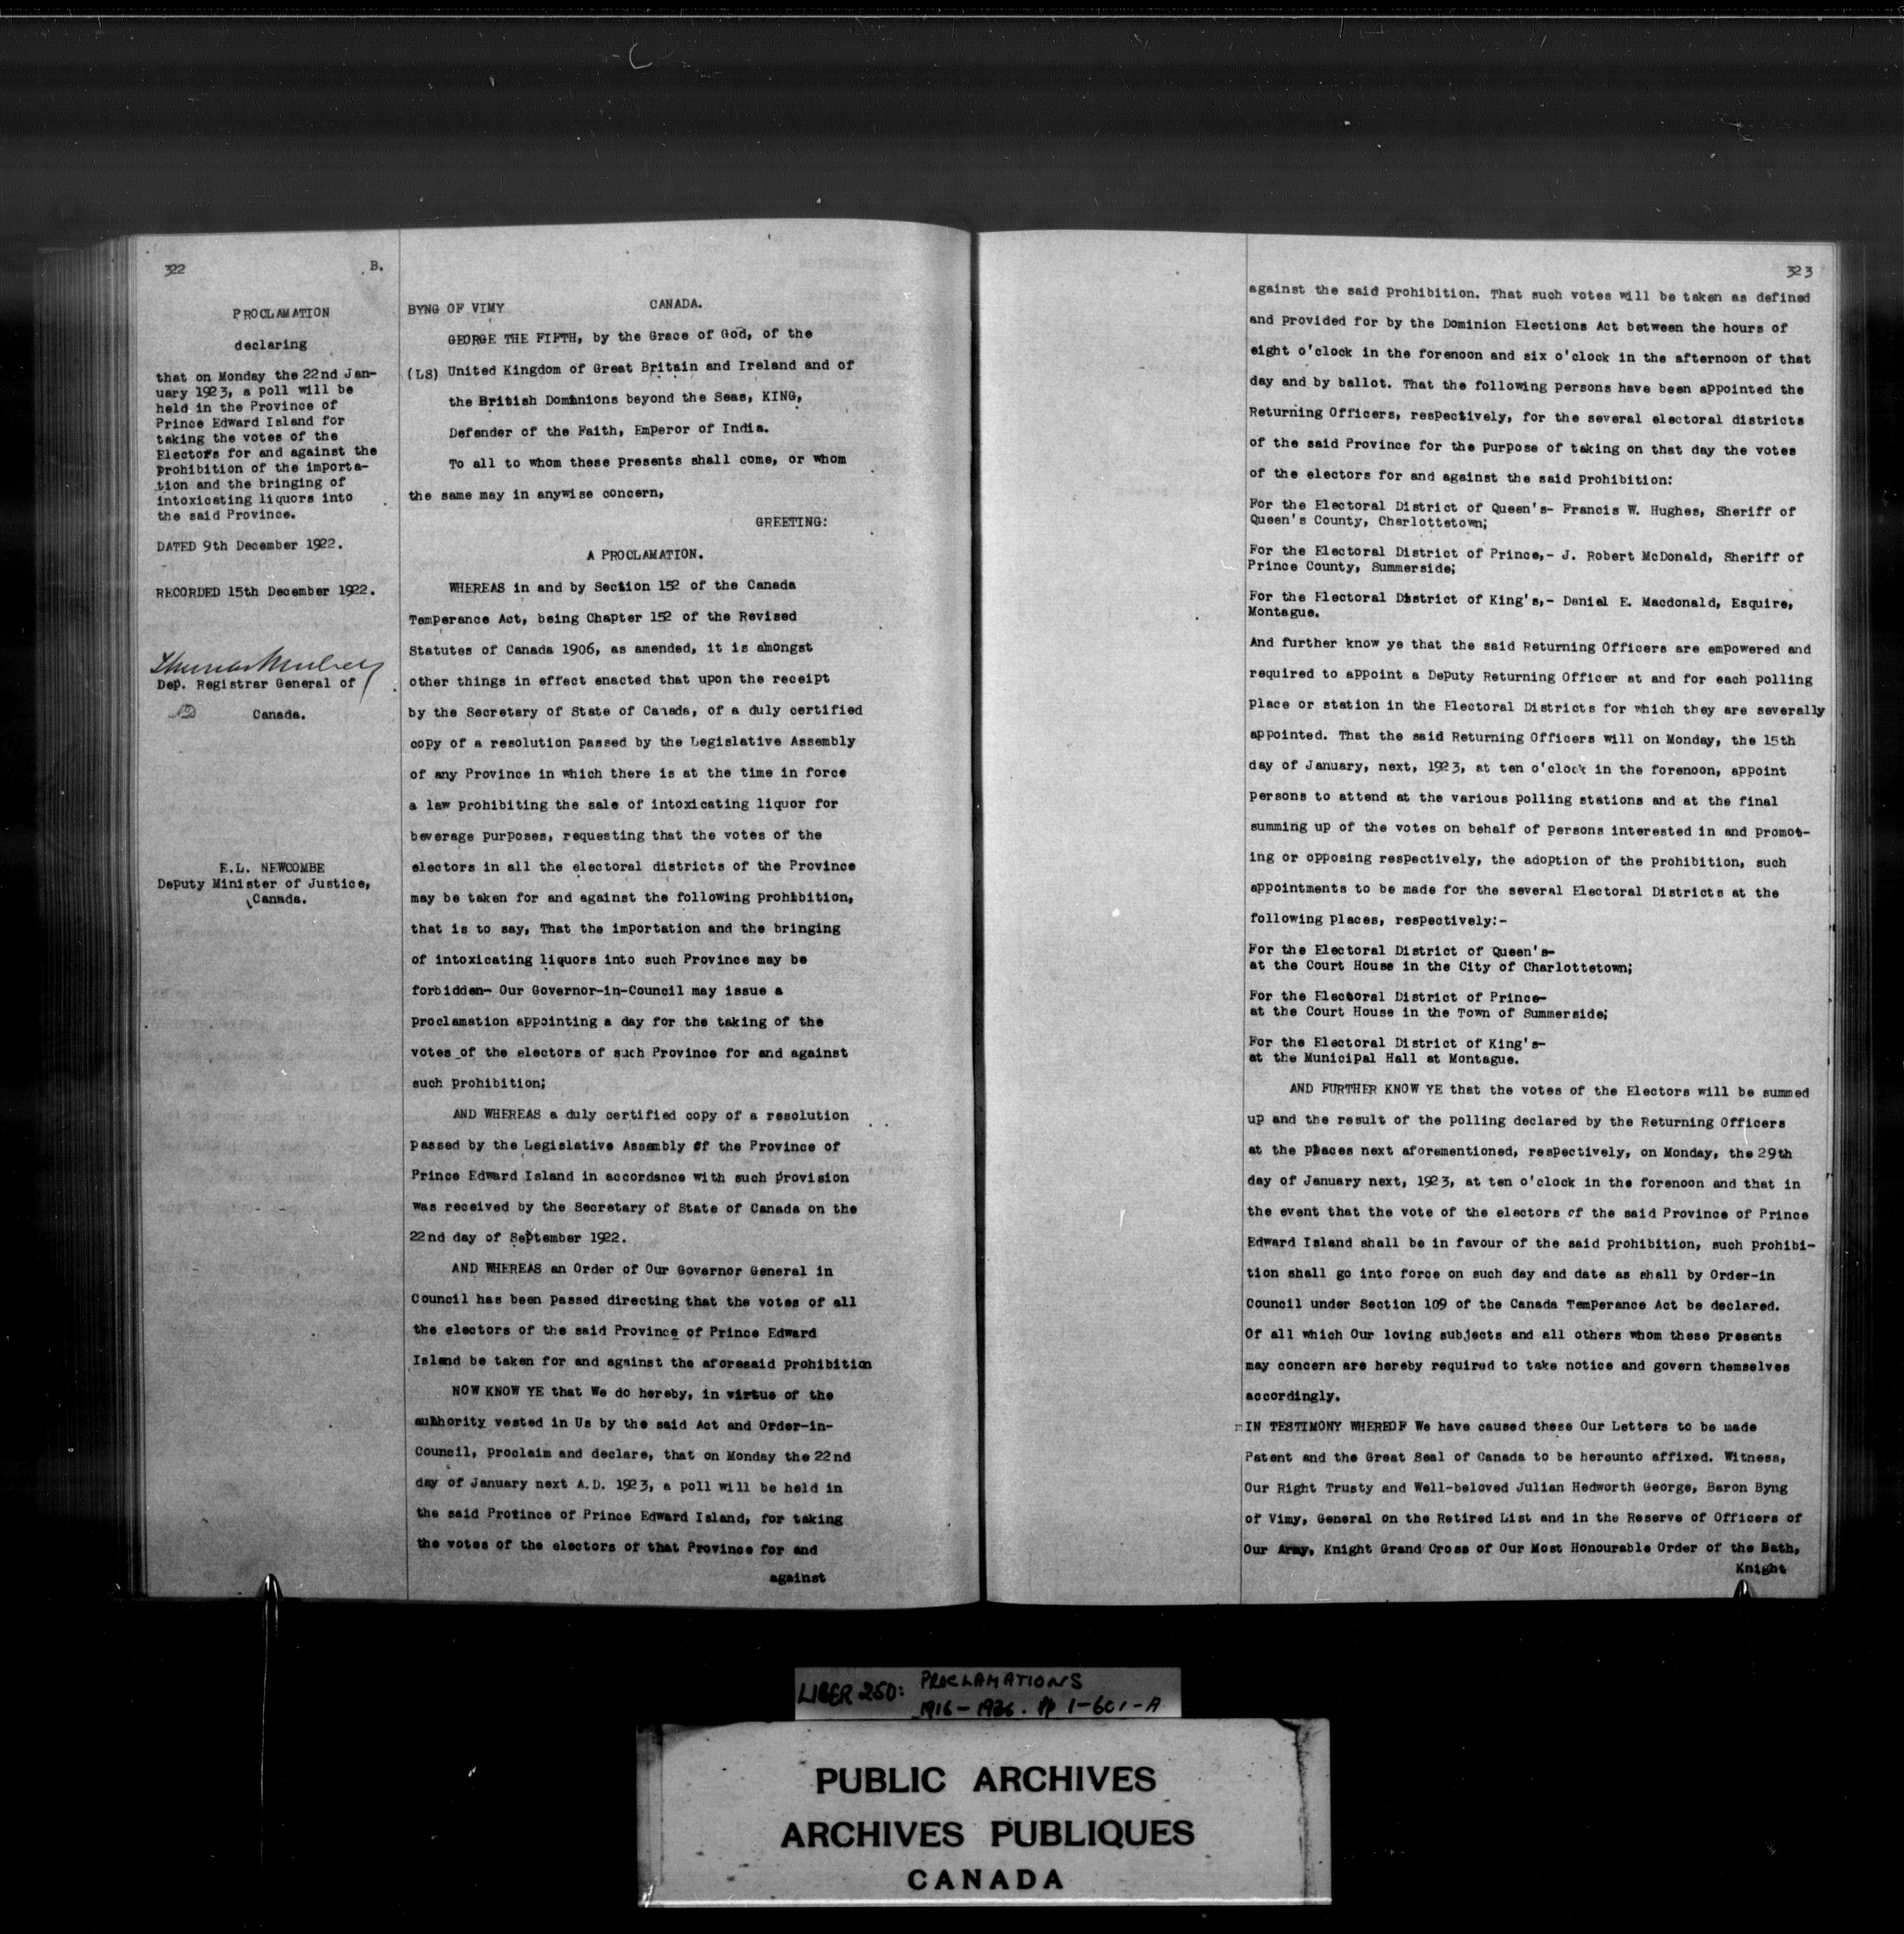 322
B.
PROCLAMATION
declaring
that on Monday the 22nd Jan-
uary 1923, a poll will be
held in the Province of
Prince Edward Island for
taking the votes of the
Electors for and against the
prohibition of the importa-
tion and the bringing of
intoxicating liquors into
the said Province.
DATED 9th December 1922.
RECORDED 15th December 1922.
Thomas Mulvey
Dep. Registrar General of
Canada.
E.L. NEWCOMBE
Deputy Minister of Justice,
Canada.
BYNG OF VIMY CANADA.
GEORGE THE FIFTH, by the Grace of God, of the
(LS) United Kingdom of Great Britain and Ireland and of
the British Dominions beyond the Seas, KING,
Defender of the Faith, Emperor of India.
To all to whom these presents shall come, or whom
the same may in anywise concern,
GREETING:
A PROCLAMATION.
WHEREAS in and by Section 152 of the Canada
Temperance Act, being Chapter 152 of the Revised
Statutes of Canada 1906, as amended, it is amongst
other things in effect enacted that upon the receipt
by the Secretary of State of Canada, of a duly certified
copy of a resolution passed by the Legislative Assembly
of any Province in which there is at the time in force
a law prohibiting the sale of intoxicating liquor for
beverage purposes, requesting that the votes of the
electors in all the electoral districts of the Province
may be taken for and against the following prohibition,
that is to say, That the importation and the bringing
of intoxicating liquors into such Province may be
forbidden- Our Governor-in-Council may issue a
proclamation appointing a day for the taking of the
votes of the electors of such Province for and against
such prohibition;
AND WHEREAS a duly certified copy of a resolution
passed by the Legislative Assembly of the Province of
Prince Edward Island in accordance with such provision
was received by the Secretary of State of Canada on the
22nd day of September 1922.
AND WHEREAS an Order of Our Governor General in
Council has been passed directing that the votes of all
the electors of the said Province of Prince Edward
Island be taken for and against the aforesaid prohibition
NOW KNOW YE that We do hereby, in virtue of the
authority vested in Us by the said Act and Order-in-
Council, proclaim and declare, that on Monday the 22nd
day of January next A.D. 1923, a poll will be held in
the said Province of Prince Edward Island, for taking
the votes of the electors of that Province for and
against
323
against the said prohibition. That such votes will be taken as defined
and provided for by the Dominion Elections Act between the hours of
eight o'clock in the forenoon and six o'clock in the afternoon of that
day and by ballot. That the following persons have been appointed the
Returning Officers, respectively, for the several electoral districts
of the said Province for the purpose of taking on that day the votes
of the electors for and against the said prohibition:
For the Electoral District of Queen's- Francis W. Hughes, Sheriff of
Queen's County, Charlottetown;
For the Electoral District of Prince,- J. Robert McDonald, Sheriff of
Prince County, Summerside;
For the Electoral District of King's,- Daniel E. Macdonald, Esquire,
Montague.
And further know ye that the said Returning Officers are empowered and
required to appoint a Deputy Returning Officer at and for each polling
place or station in the Electoral Districts for which they are severally
appointed. That the said Returning Officers will on Monday, the 15th
day of January, next, 1923, at ten o'clock in the forenoon, appoint
persons to attend at the various polling stations and at the final
summing up of the votes on behalf of persons interested in and promot-
ing or opposing respectively, the adoption of the prohibition, such
appointments to be made for the several Electoral Districts at the
following places, respectively:-
For the Electoral District of Queen's-
at the Court House in the City of Charlottetown;
For the Electoral District of Prince-
at the Court House in the Town of Summerside;
For the Electoral District of King's-
at the Municipal Hall at Montague.
AND FURTHER KNOW YE that the votes of the Electors will be summed
up and the result of the polling declared by the Returning Officers
at the places next aforementioned, respectively, on Monday, the 29th
day of January next, 1923, at ten o'clock in the forenoon and that in
the event that the vote of the electors of the said Province of Prince
Edward Island shall be in favour of the said prohibition, such prohibi-
tion shall go into force on such day and date as shall by Order-in
Council under Section 109 of the Canada Temperance Act be declared.
Of all which Our loving subjects and all others whom these presents
may concern are hereby required to take notice and govern themselves
accordingly.
IN TESTIMONY WHEREOF We have caused these Our Letters to be made
Patent and the Great Seal of Canada to be hereunto affixed. Witness,
Our Right Trusty and Well-beloved Julian Hedworth George, Baron Byng
of Vimy, General on the Retired List and in the Reserve of Officers of
Our Army, Knight Grand Cross of Our Most Honourable Order of the Bath,
Knight
LIBER 250: PROCLAMATIONS
1916-1926. pp 1-601-A
PUBLIC ARCHIVES
ARCHIVES PUBLIQUES
CANADA